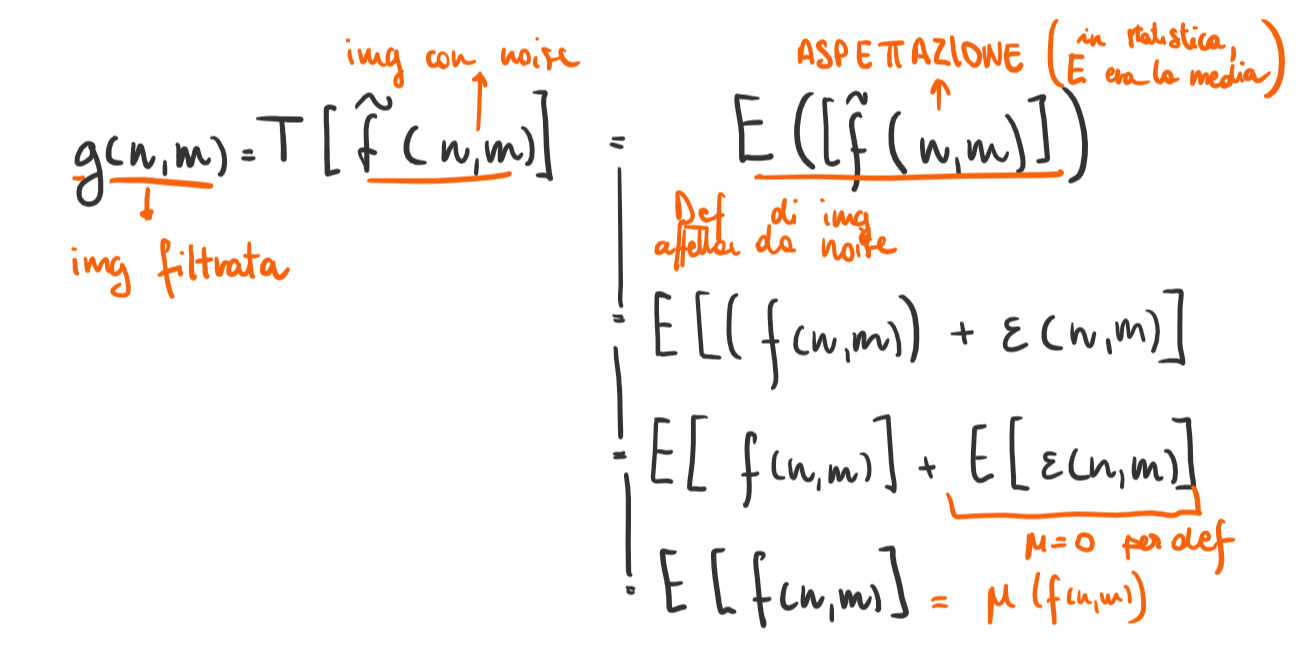 img con noise
ASPETTAZIONE (in statistica,
E era la media)
g(n,m) = T [ f̃ (n,m)] = E ([f̃ (n,m)])
img filtrata
Def di img
affetta da noise
= E [(f(n,m)) + ε(n,m)]
= E [ f(n,m)] + E [ε(n,m)]
μ=0 per def
= E [f(n,m)] = μ (f(n,m))